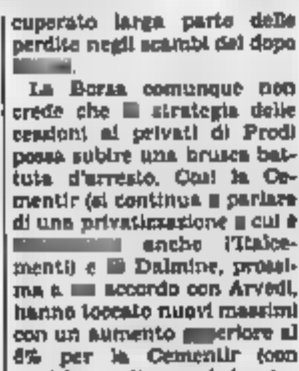 cuperato larga parte delle
perdite negli scambi del dopo
La Borsa comunque non
crede che strategia delle
cessioni ai privati di Prodi
possa subire una brusca bat-
tuta d'arresto. Così la Ce-
mentir (si continua a parlare
di una privatizzazione cui è
anche l'Italce-
menti) e Dalmine, prossi-
ma a accordo con Arvedi,
hanno toccato nuovi massimi
con un aumento al
6% per la Cementir (con